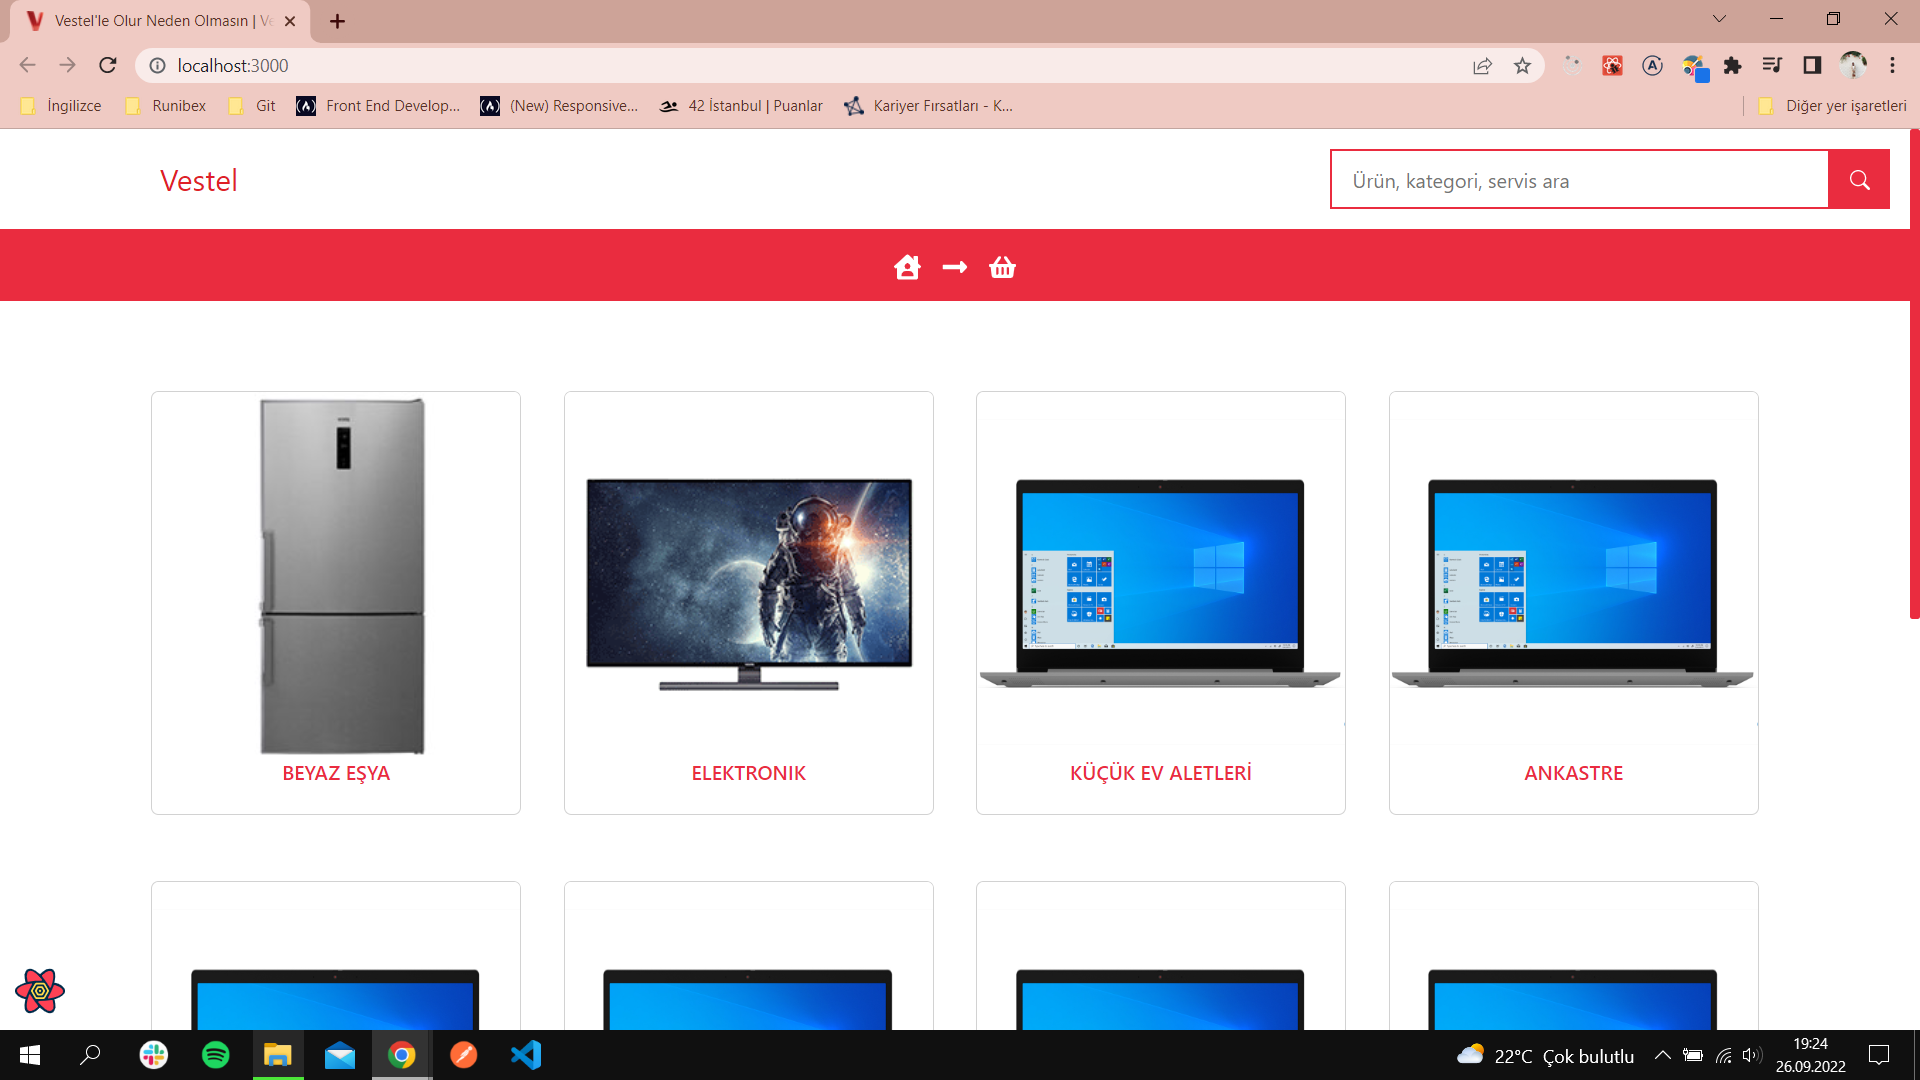 Vestel'le Olur Neden Olmasın | Ve
localhost:3000
İngilizce
Runibex
Git
Front End Develop...
(New) Responsive...
42 İstanbul | Puanlar
Kariyer Fırsatları - K...
Diğer yer işaretleri
Vestel
Ürün, kategori, servis ara
BEYAZ EŞYA
ELEKTRONIK
KÜÇÜK EV ALETLERİ
ANKASTRE
22°C Çok bulutlu
19:24
26.09.2022